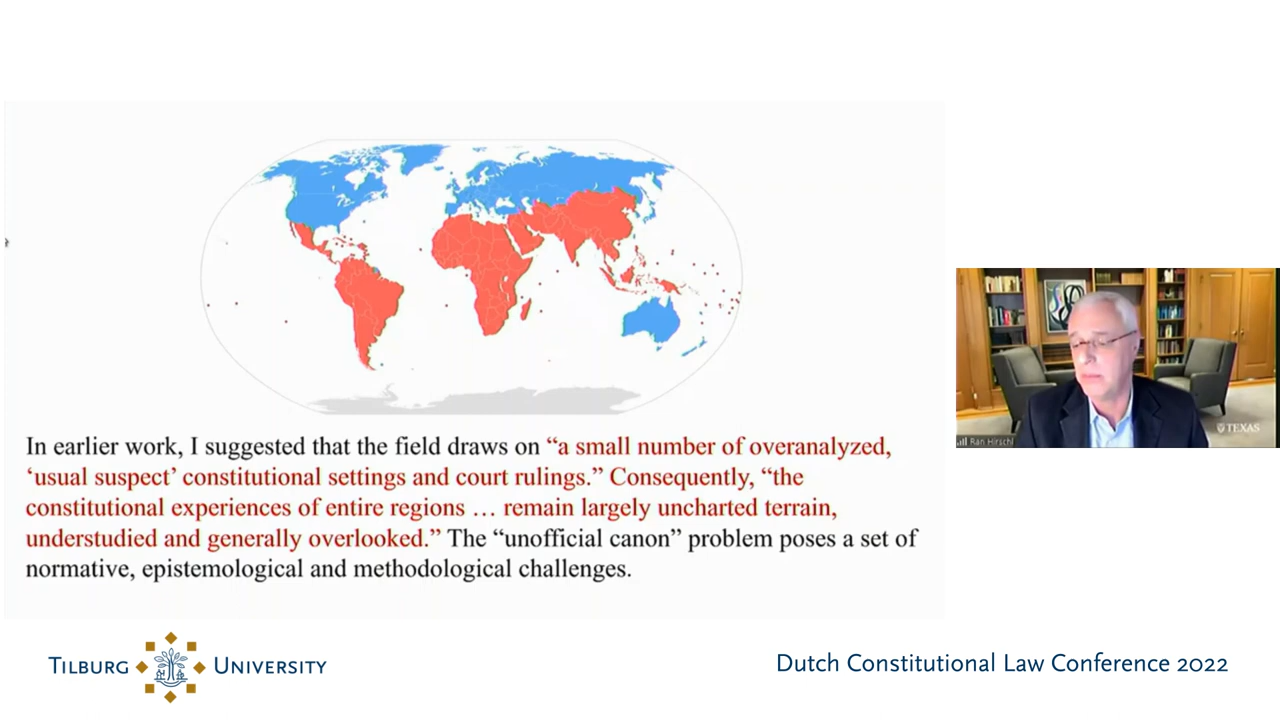 In earlier work, I suggested that the field draws on “a small number of overanalyzed,
‘usual suspect’ constitutional settings and court rulings.” Consequently, “the
constitutional experiences of entire regions … remain largely uncharted terrain,
understudied and generally overlooked.” The “unofficial canon” problem poses a set of
normative, epistemological and methodological challenges.
TEXAS
Ran Hirschl
TILBURG UNIVERSITY
Dutch Constitutional Law Conference 2022